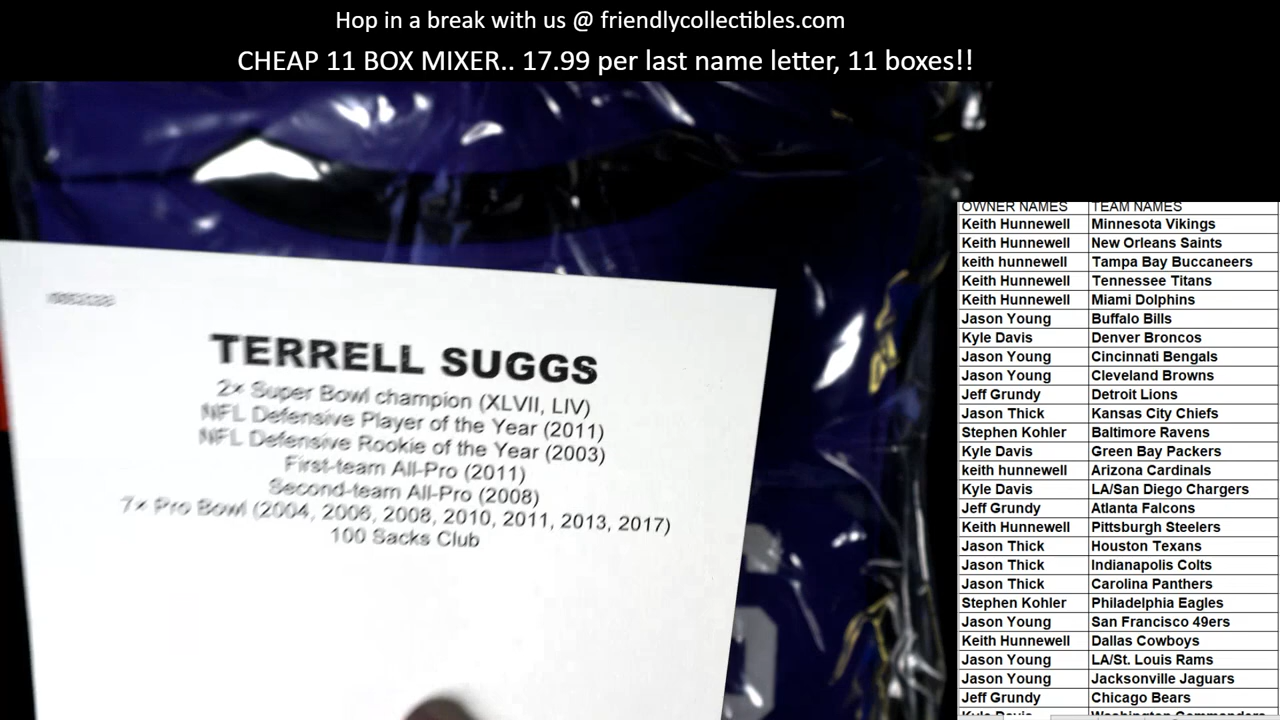 Hop in a break with us @ friendlycollectibles.com
CHEAP 11 BOX MIXER.. 17.99 per last name letter, 11 boxes!!
TERRELL SUGGS
2x Super Bowl champion (XLVII, LIV)
NFL Defensive Player of the Year (2011)
NFL Defensive Rookie of the Year (2003)
First-team All-Pro (2011)
Second-team All-Pro (2008)
7x Pro Bowl (2004, 2006, 2008, 2010, 2011, 2013, 2017)
100 Sacks Club
OWNER NAMES TEAM NAMES
Keith Hunnewell Minnesota Vikings
Keith Hunnewell New Orleans Saints
keith hunnewell Tampa Bay Buccaneers
Keith Hunnewell Tennessee Titans
Keith Hunnewell Miami Dolphins
Jason Young Buffalo Bills
Kyle Davis Denver Broncos
Jason Young Cincinnati Bengals
Jason Young Cleveland Browns
Jeff Grundy Detroit Lions
Jason Thick Kansas City Chiefs
Stephen Kohler Baltimore Ravens
Kyle Davis Green Bay Packers
keith hunnewell Arizona Cardinals
Kyle Davis LA/San Diego Chargers
Jeff Grundy Atlanta Falcons
Keith Hunnewell Pittsburgh Steelers
Jason Thick Houston Texans
Jason Thick Indianapolis Colts
Jason Thick Carolina Panthers
Stephen Kohler Philadelphia Eagles
Jason Young San Francisco 49ers
Keith Hunnewell Dallas Cowboys
Jason Young LA/St. Louis Rams
Jason Young Jacksonville Jaguars
Jeff Grundy Chicago Bears
Kyle Davis Washington Commanders